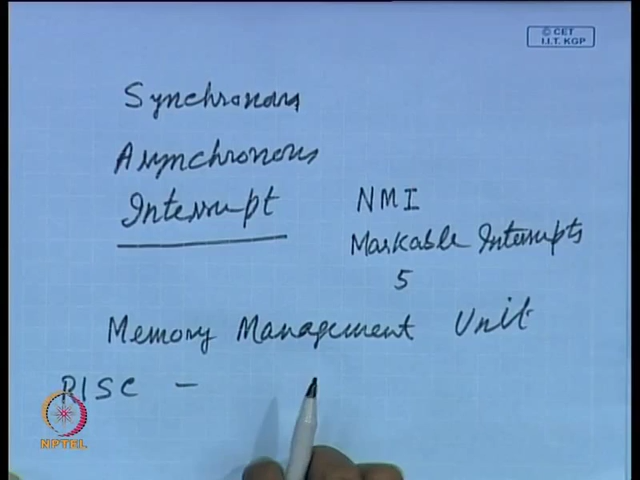 © CET
I.I.T. KGP
Synchronous
Asynchronous
Interrupt
NMI
Maskable Interrupts
5
Memory Management Unit
RISC —
NPTEL